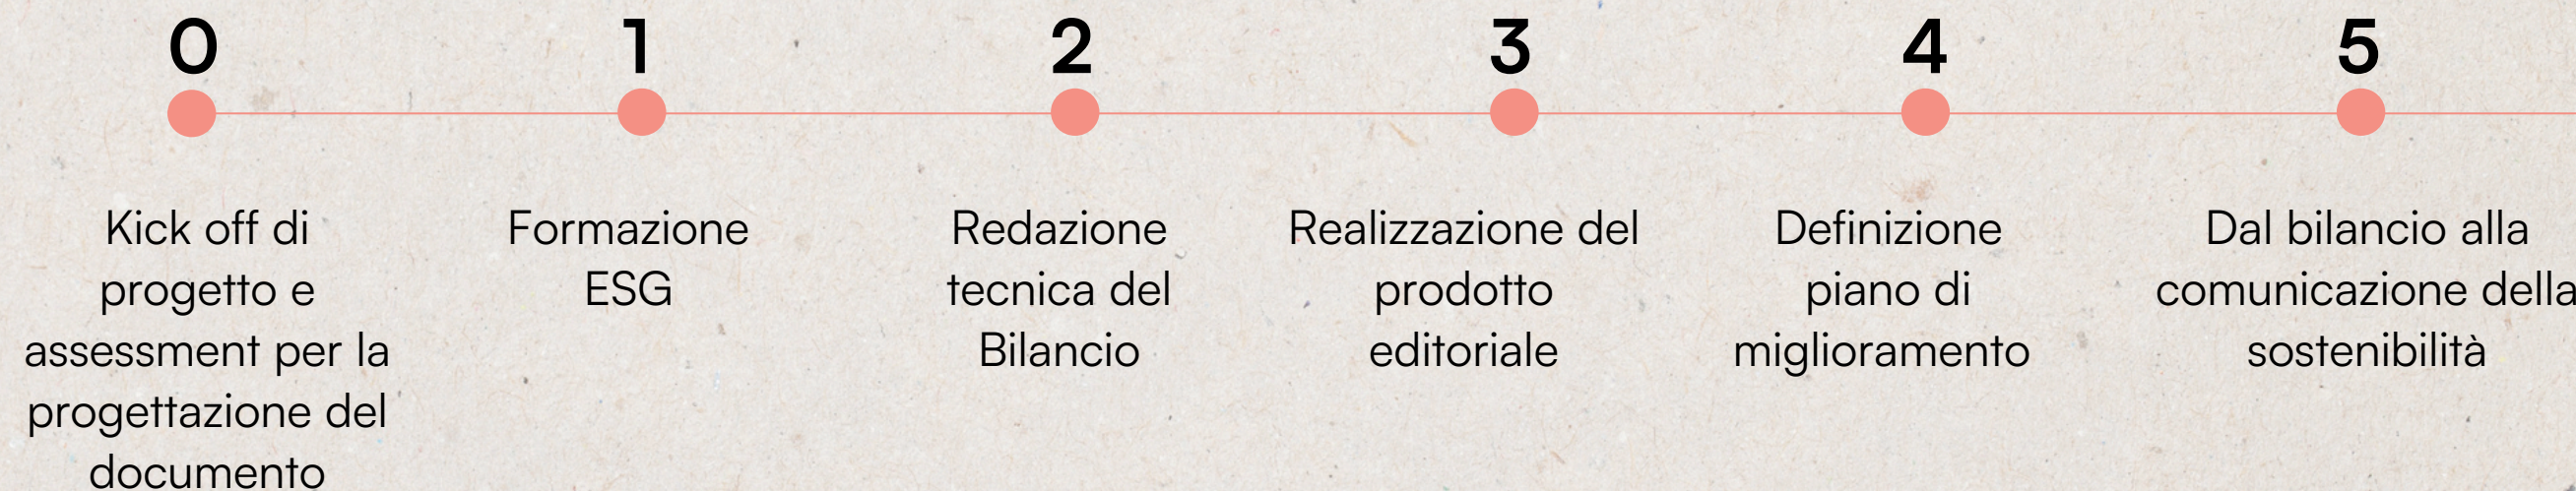 0
Kick off di
progetto e
assessment per la
progettazione del
documento
1
Formazione
ESG
2
Redazione
tecnica del
Bilancio
3
Realizzazione del
prodotto
editoriale
4
Definizione
piano di
miglioramento
5
Dal bilancio alla
comunicazione della
sostenibilità